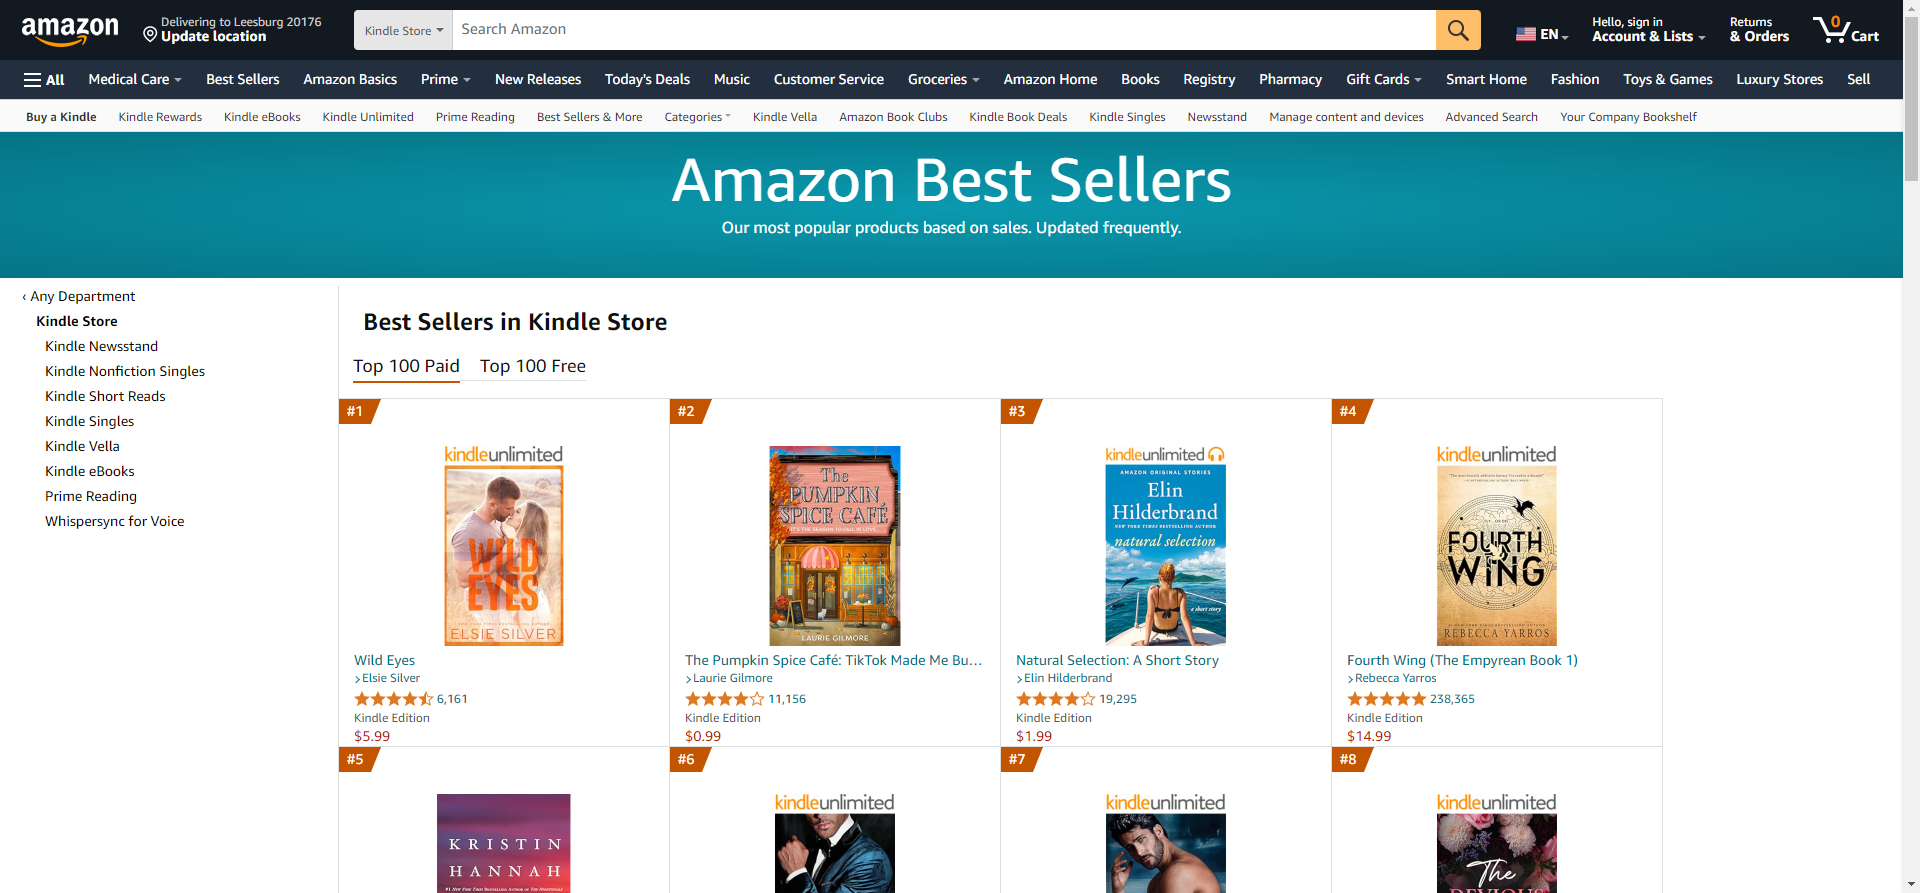 amazon
Delivering to Leesburg 20176
Update location
Kindle Store
Search Amazon
EN
Hello, sign in
Account & Lists
Returns
& Orders
0
Cart
All
Medical Care
Best Sellers
Amazon Basics
Prime
New Releases
Today's Deals
Music
Customer Service
Groceries
Amazon Home
Books
Registry
Pharmacy
Gift Cards
Smart Home
Fashion
Toys & Games
Luxury Stores
Sell
Buy a Kindle
Kindle Rewards
Kindle eBooks
Kindle Unlimited
Prime Reading
Best Sellers & More
Categories
Kindle Vella
Amazon Book Clubs
Kindle Book Deals
Kindle Singles
Newsstand
Manage content and devices
Advanced Search
Your Company Bookshelf
Amazon Best Sellers
Our most popular products based on sales. Updated frequently.
‹ Any Department
Kindle Store
Kindle Newsstand
Kindle Nonfiction Singles
Kindle Short Reads
Kindle Singles
Kindle Vella
Kindle eBooks
Prime Reading
Whispersync for Voice
Best Sellers in Kindle Store
Top 100 Paid
Top 100 Free
#1
kindleunlimited
WILD
EYES
ELSIE SILVER
Wild Eyes
Elsie Silver
6,161
Kindle Edition
$5.99
#2
The
PUMPKIN
SPICE CAFÉ
IT'S THE SEASON TO FALL IN LOVE...
LAURIE GILMORE
The Pumpkin Spice Café: TikTok Made Me Bu…
Laurie Gilmore
11,156
Kindle Edition
$0.99
#3
kindleunlimited
AMAZON ORIGINAL STORIES
Elin
Hilderbrand
NEW YORK TIMES BESTSELLING AUTHOR
natural selection
a short story
Natural Selection: A Short Story
Elin Hilderbrand
19,295
Kindle Edition
$1.99
#4
kindleunlimited
FOURTH
WING
REBECCA YARROS
Fourth Wing (The Empyrean Book 1)
Rebecca Yarros
238,365
Kindle Edition
$14.99
#5
KRISTIN
HANNAH
#1 New York Times Bestselling Author of The Nightingale
#6
kindleunlimited
#7
kindleunlimited
#8
kindleunlimited
The
DEVIOUS